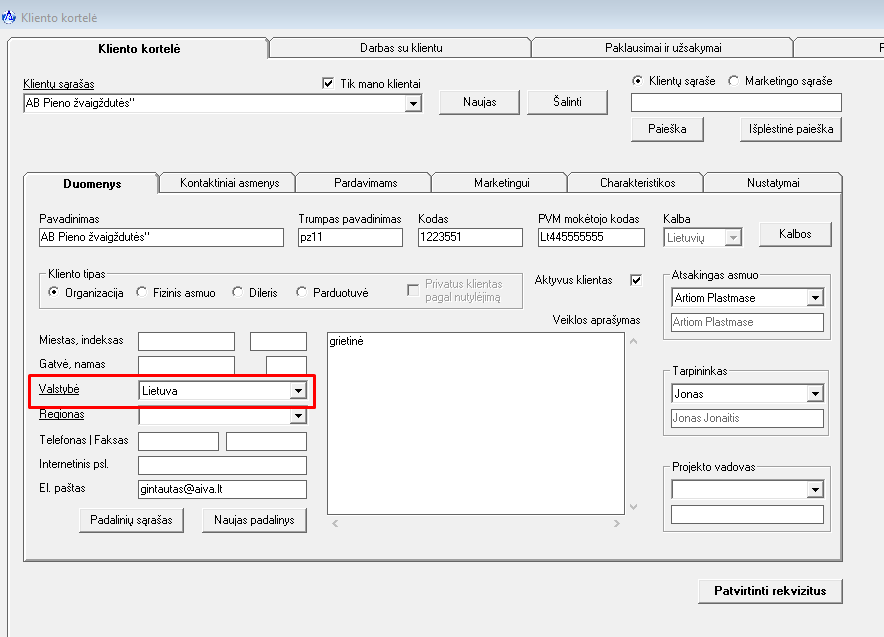 Kliento kortelė
Kliento kortelė
Darbas su klientu
Paklausimai ir užsakymai
Klientų sąrašas
Tik mano klientai
AB Pieno žvaigždutės''
Naujas
Šalinti
Klientų sąraše
Marketingo sąraše
Paieška
Išplėstinė paieška
Duomenys
Kontaktiniai asmenys
Pardavimams
Marketingui
Charakteristikos
Nustatymai
Pavadinimas
Trumpas pavadinimas
Kodas
PVM mokėtojo kodas
Kalba
AB Pieno žvaigždutės''
pz11
1223551
Lt445555555
Lietuvių
Kalbos
Kliento tipas
Organizacija
Fizinis asmuo
Dileris
Parduotuvė
Privatus klientas
pagal nutylėjimą
Aktyvus klientas
Atsakingas asmuo
Artiom Plastmase
Artiom Plastmase
Veiklos aprašymas
grietinė
Miestas, indeksas
Gatvė, namas
Valstybė
Lietuva
Regionas
Telefonas | Faksas
Internetinis psl.
El. paštas
gintautas@aiva.lt
Padalinių sąrašas
Naujas padalinys
Tarpininkas
Jonas
Jonas Jonaitis
Projekto vadovas
Patvirtinti rekvizitus